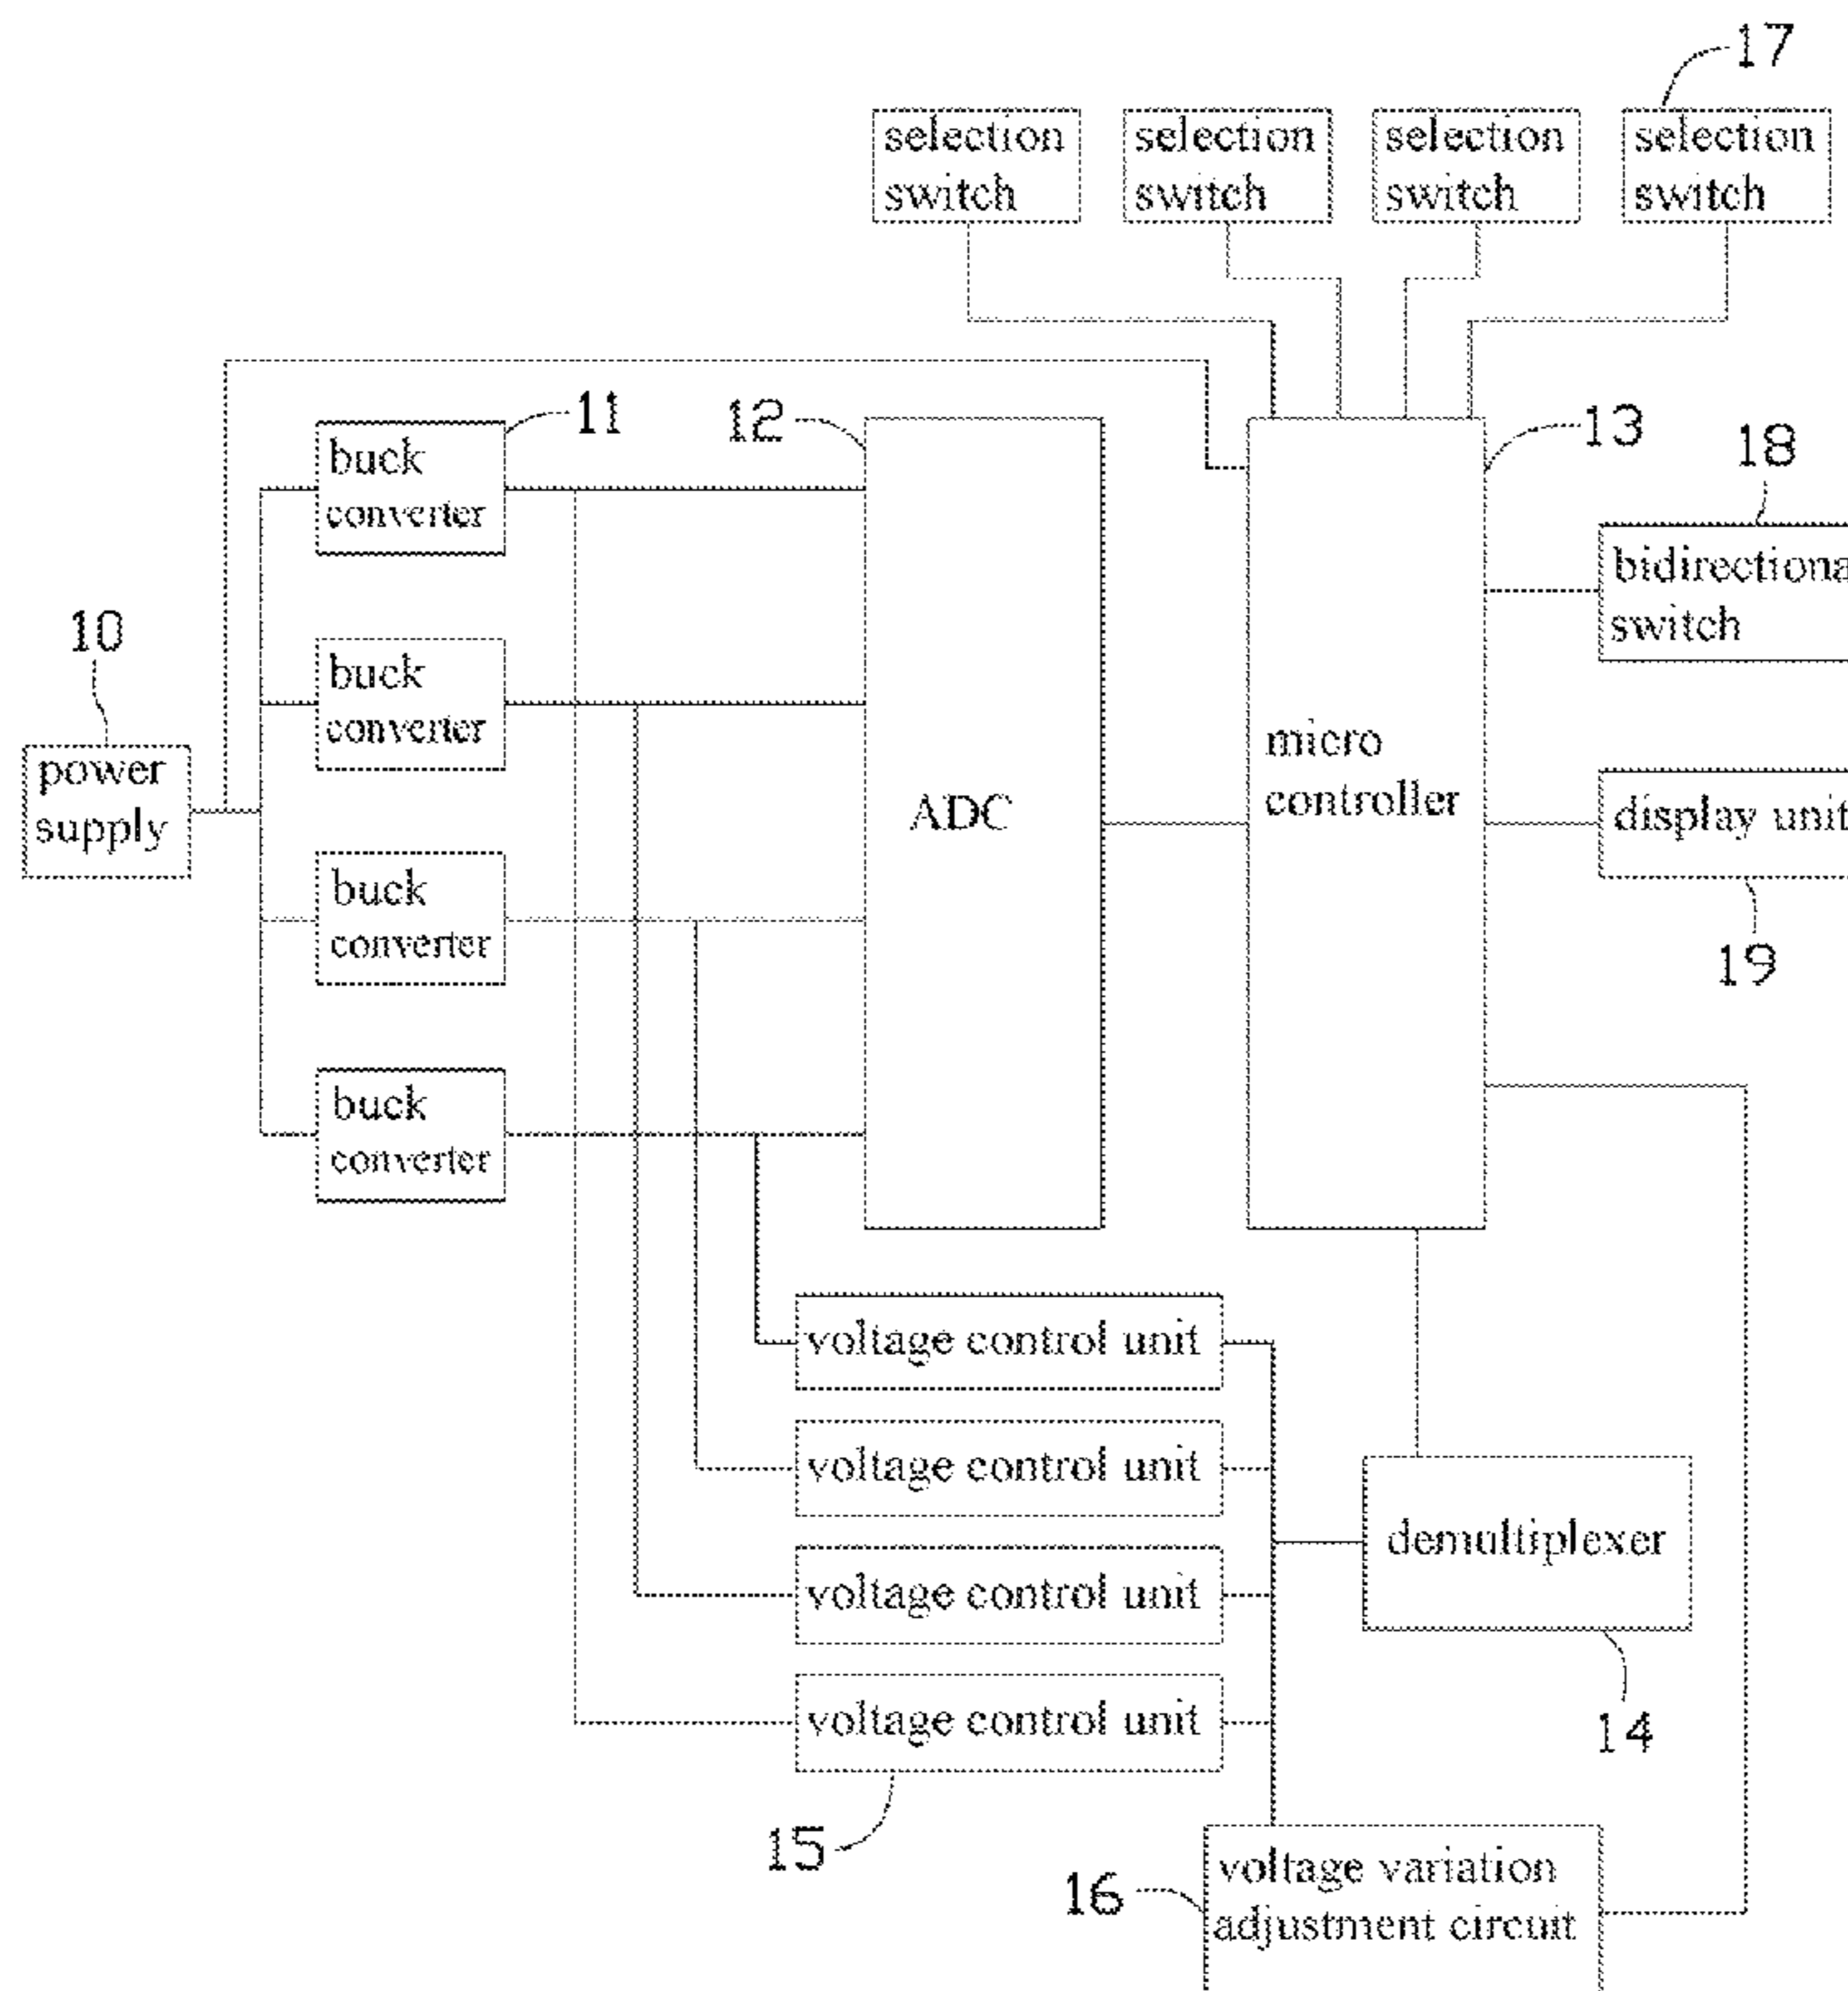 17
selection
switch
selection
switch
selection
switch
selection
switch
11
12
13
18
buck
converter
bidirectiona
switch
10
buck
converter
power
supply
micro
controller
ADC
display unit
buck
converter
19
buck
converter
voltage control unit
voltage control unit
demultiplexer
voltage control unit
voltage control unit
14
15
16
voltage variation
adjustment circuit